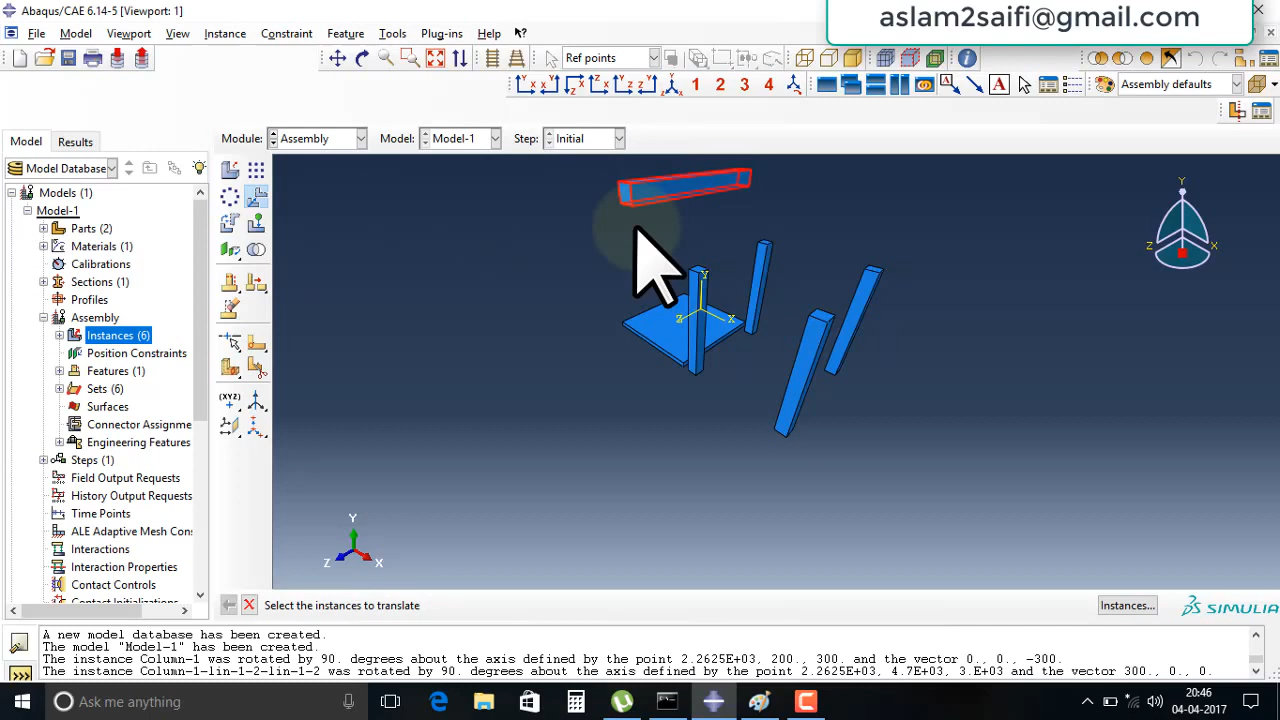 Abaqus/CAE 6.14-5 [Viewport: 1]
aslam2saifi@gmail.com
File Model Viewport View Instance Constraint Feature Tools Plug-ins Help
Ref points
1 2 3 4 A Assembly defaults
Model Results Module: Assembly Model: Model-1 Step: Initial
Model Database
Models (1)
Model-1
Parts (2)
Materials (1)
Calibrations
Sections (1)
Profiles
Assembly
Instances (6)
Position Constraints
Features (1)
Sets (6)
Surfaces
Connector Assignme
Engineering Features
Steps (1)
Field Output Requests
History Output Requests
Time Points
ALE Adaptive Mesh Con
Interactions
Interaction Properties
Contact Controls
Contact Initializations
(XYZ)
Y
Z X
Y
Z X
Y
Z X
Select the instances to translate
Instances...
SIMULIA
A new model database has been created.
The model "Model-1" has been created.
The instance Column-1 was rotated by 90. degrees about the axis defined by the point 2.2625E+03, 200., 300. and the vector 0., 0., -300.
The instance Column-1-lin-1-2-lin-1-2 was rotated by 90. degrees about the axis defined by the point 2.2625E+03, 4.7E+03, 3.E+03 and the vector 300., 0., 0.
Ask me anything
20:46
04-04-2017